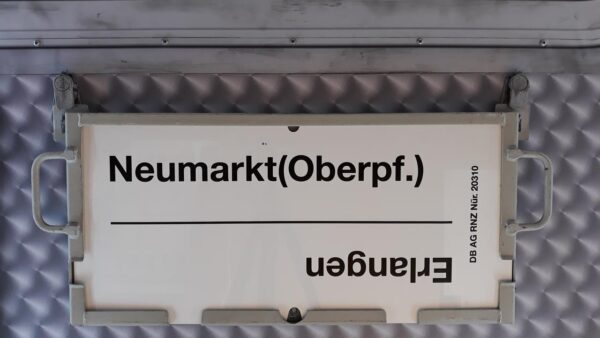 Neumarkt(Oberpf.)
Erlangen
DB AG RNZ Nür. 20310